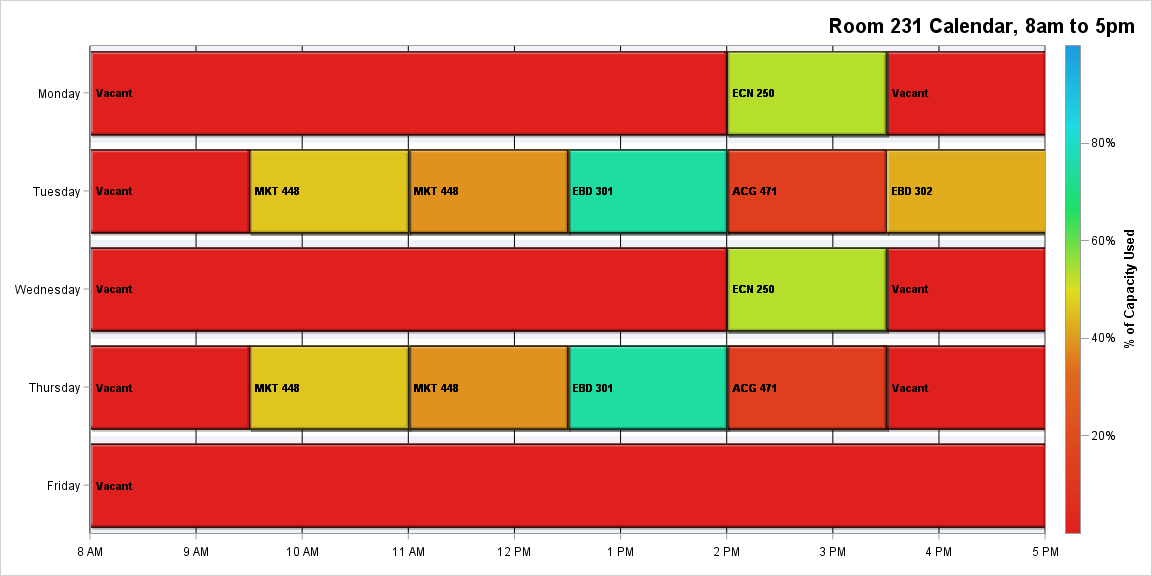 Room 231 Calendar, 8am to 5pm
Monday
Vacant
ECN 250
Vacant
80%
Tuesday
Vacant
MKT 448
MKT 448
EBD 301
ACG 471
EBD 302
60%
% of Capacity Used
Wednesday
Vacant
ECN 250
Vacant
40%
Thursday
Vacant
MKT 448
MKT 448
EBD 301
ACG 471
Vacant
20%
Friday
Vacant
8 AM
9 AM
10 AM
11 AM
12 PM
1 PM
2 PM
3 PM
4 PM
5 PM